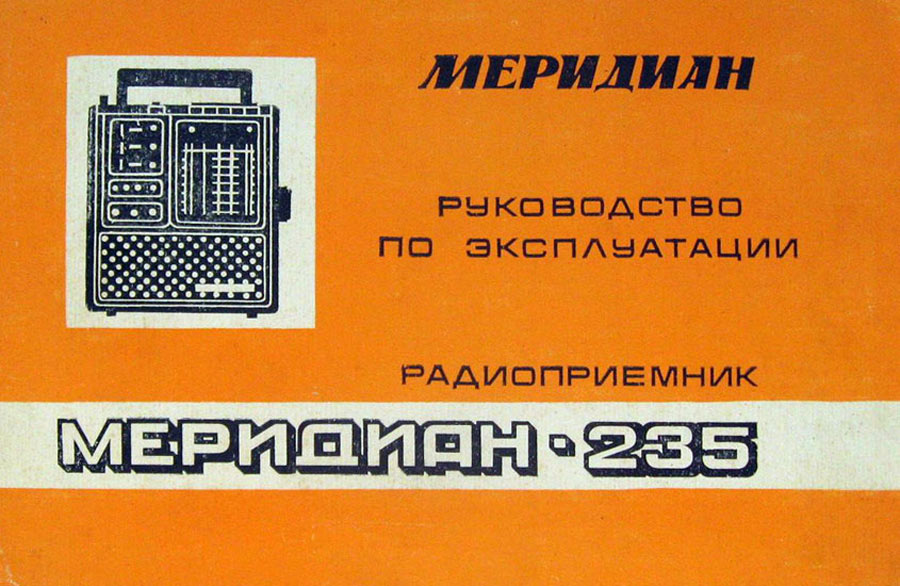 МЕРИДИАН
РУКОВОДСТВО
ПО ЭКСПЛУАТАЦИИ
РАДИОПРИЕМНИК
МЕРИДИАН·235